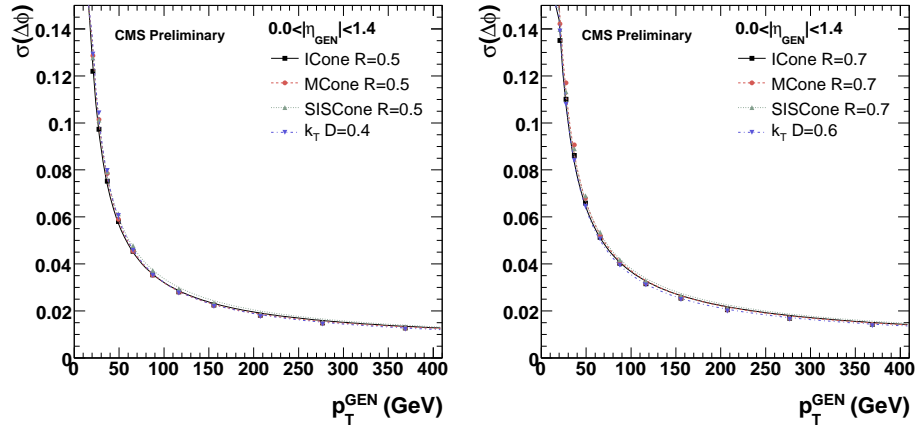 σ(Δϕ)
CMS Preliminary
0.0<|η_GEN|<1.4
ICone R=0.5
MCone R=0.5
SISCone R=0.5
k_T D=0.4
0.14
0.12
0.1
0.08
0.06
0.04
0.02
0
0 50 100 150 200 250 300 350 400
p_T^GEN (GeV)
σ(Δϕ)
CMS Preliminary
0.0<|η_GEN|<1.4
ICone R=0.7
MCone R=0.7
SISCone R=0.7
k_T D=0.6
0.14
0.12
0.1
0.08
0.06
0.04
0.02
0
0 50 100 150 200 250 300 350 400
p_T^GEN (GeV)